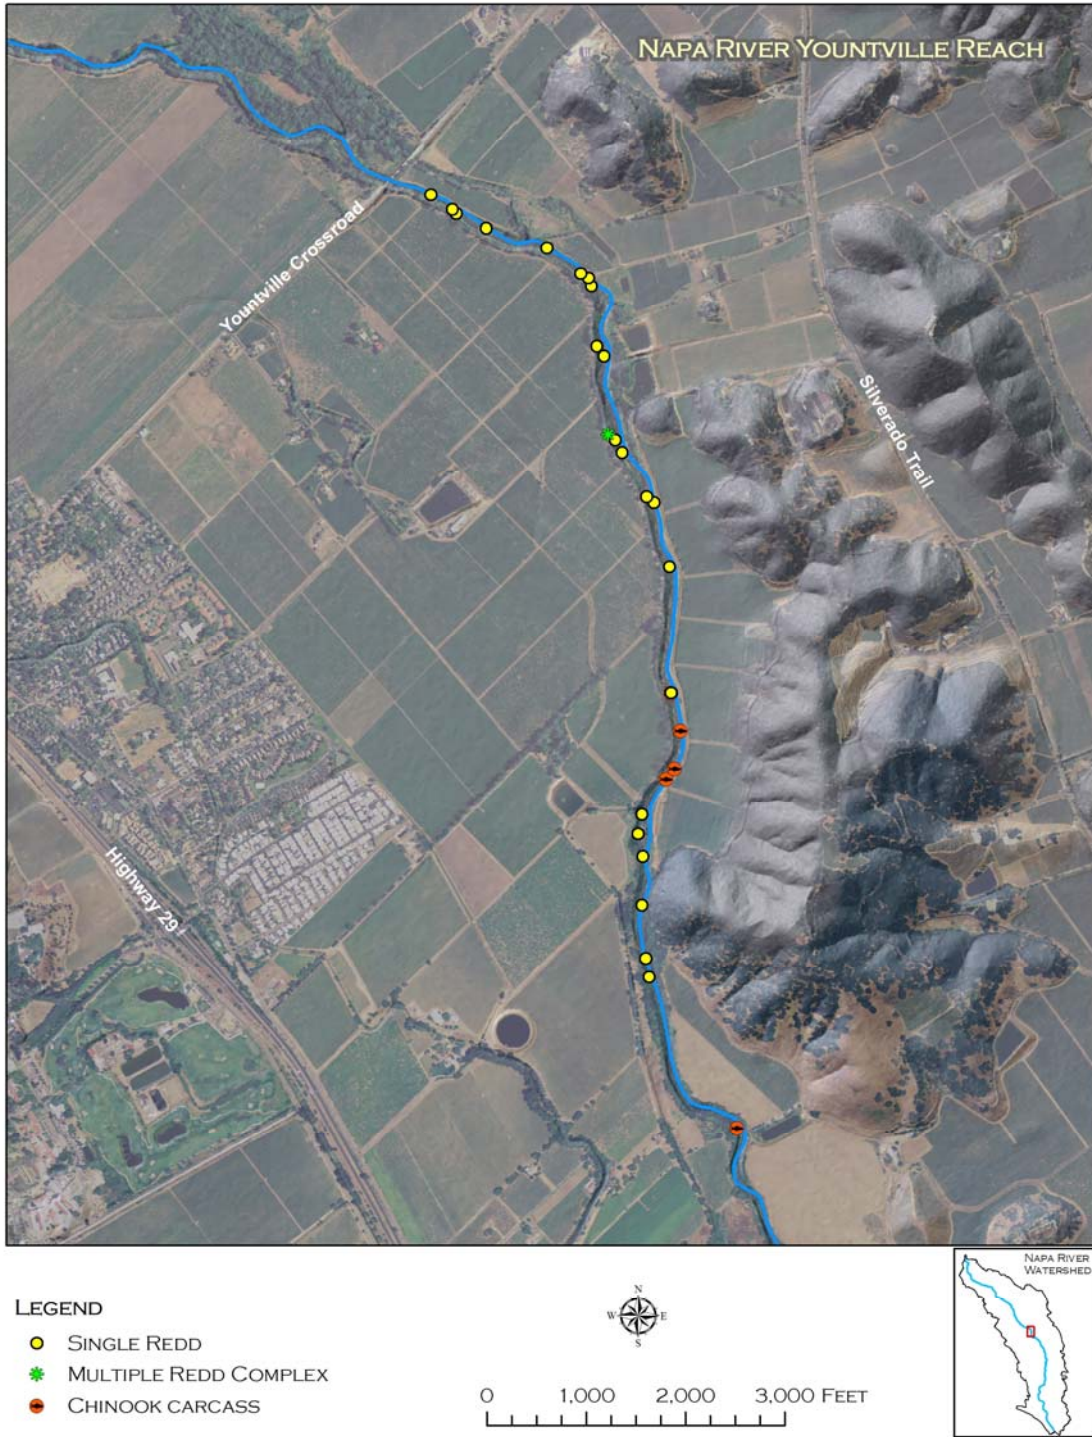 NAPA RIVER YOUNTVILLE REACH
Yountville Crossroad
Silverado Trail
Highway 29
LEGEND
SINGLE REDD
MULTIPLE REDD COMPLEX
CHINOOK CARCASS
N
W E
S
0 1,000 2,000 3,000 FEET
NAPA RIVER
WATERSHED